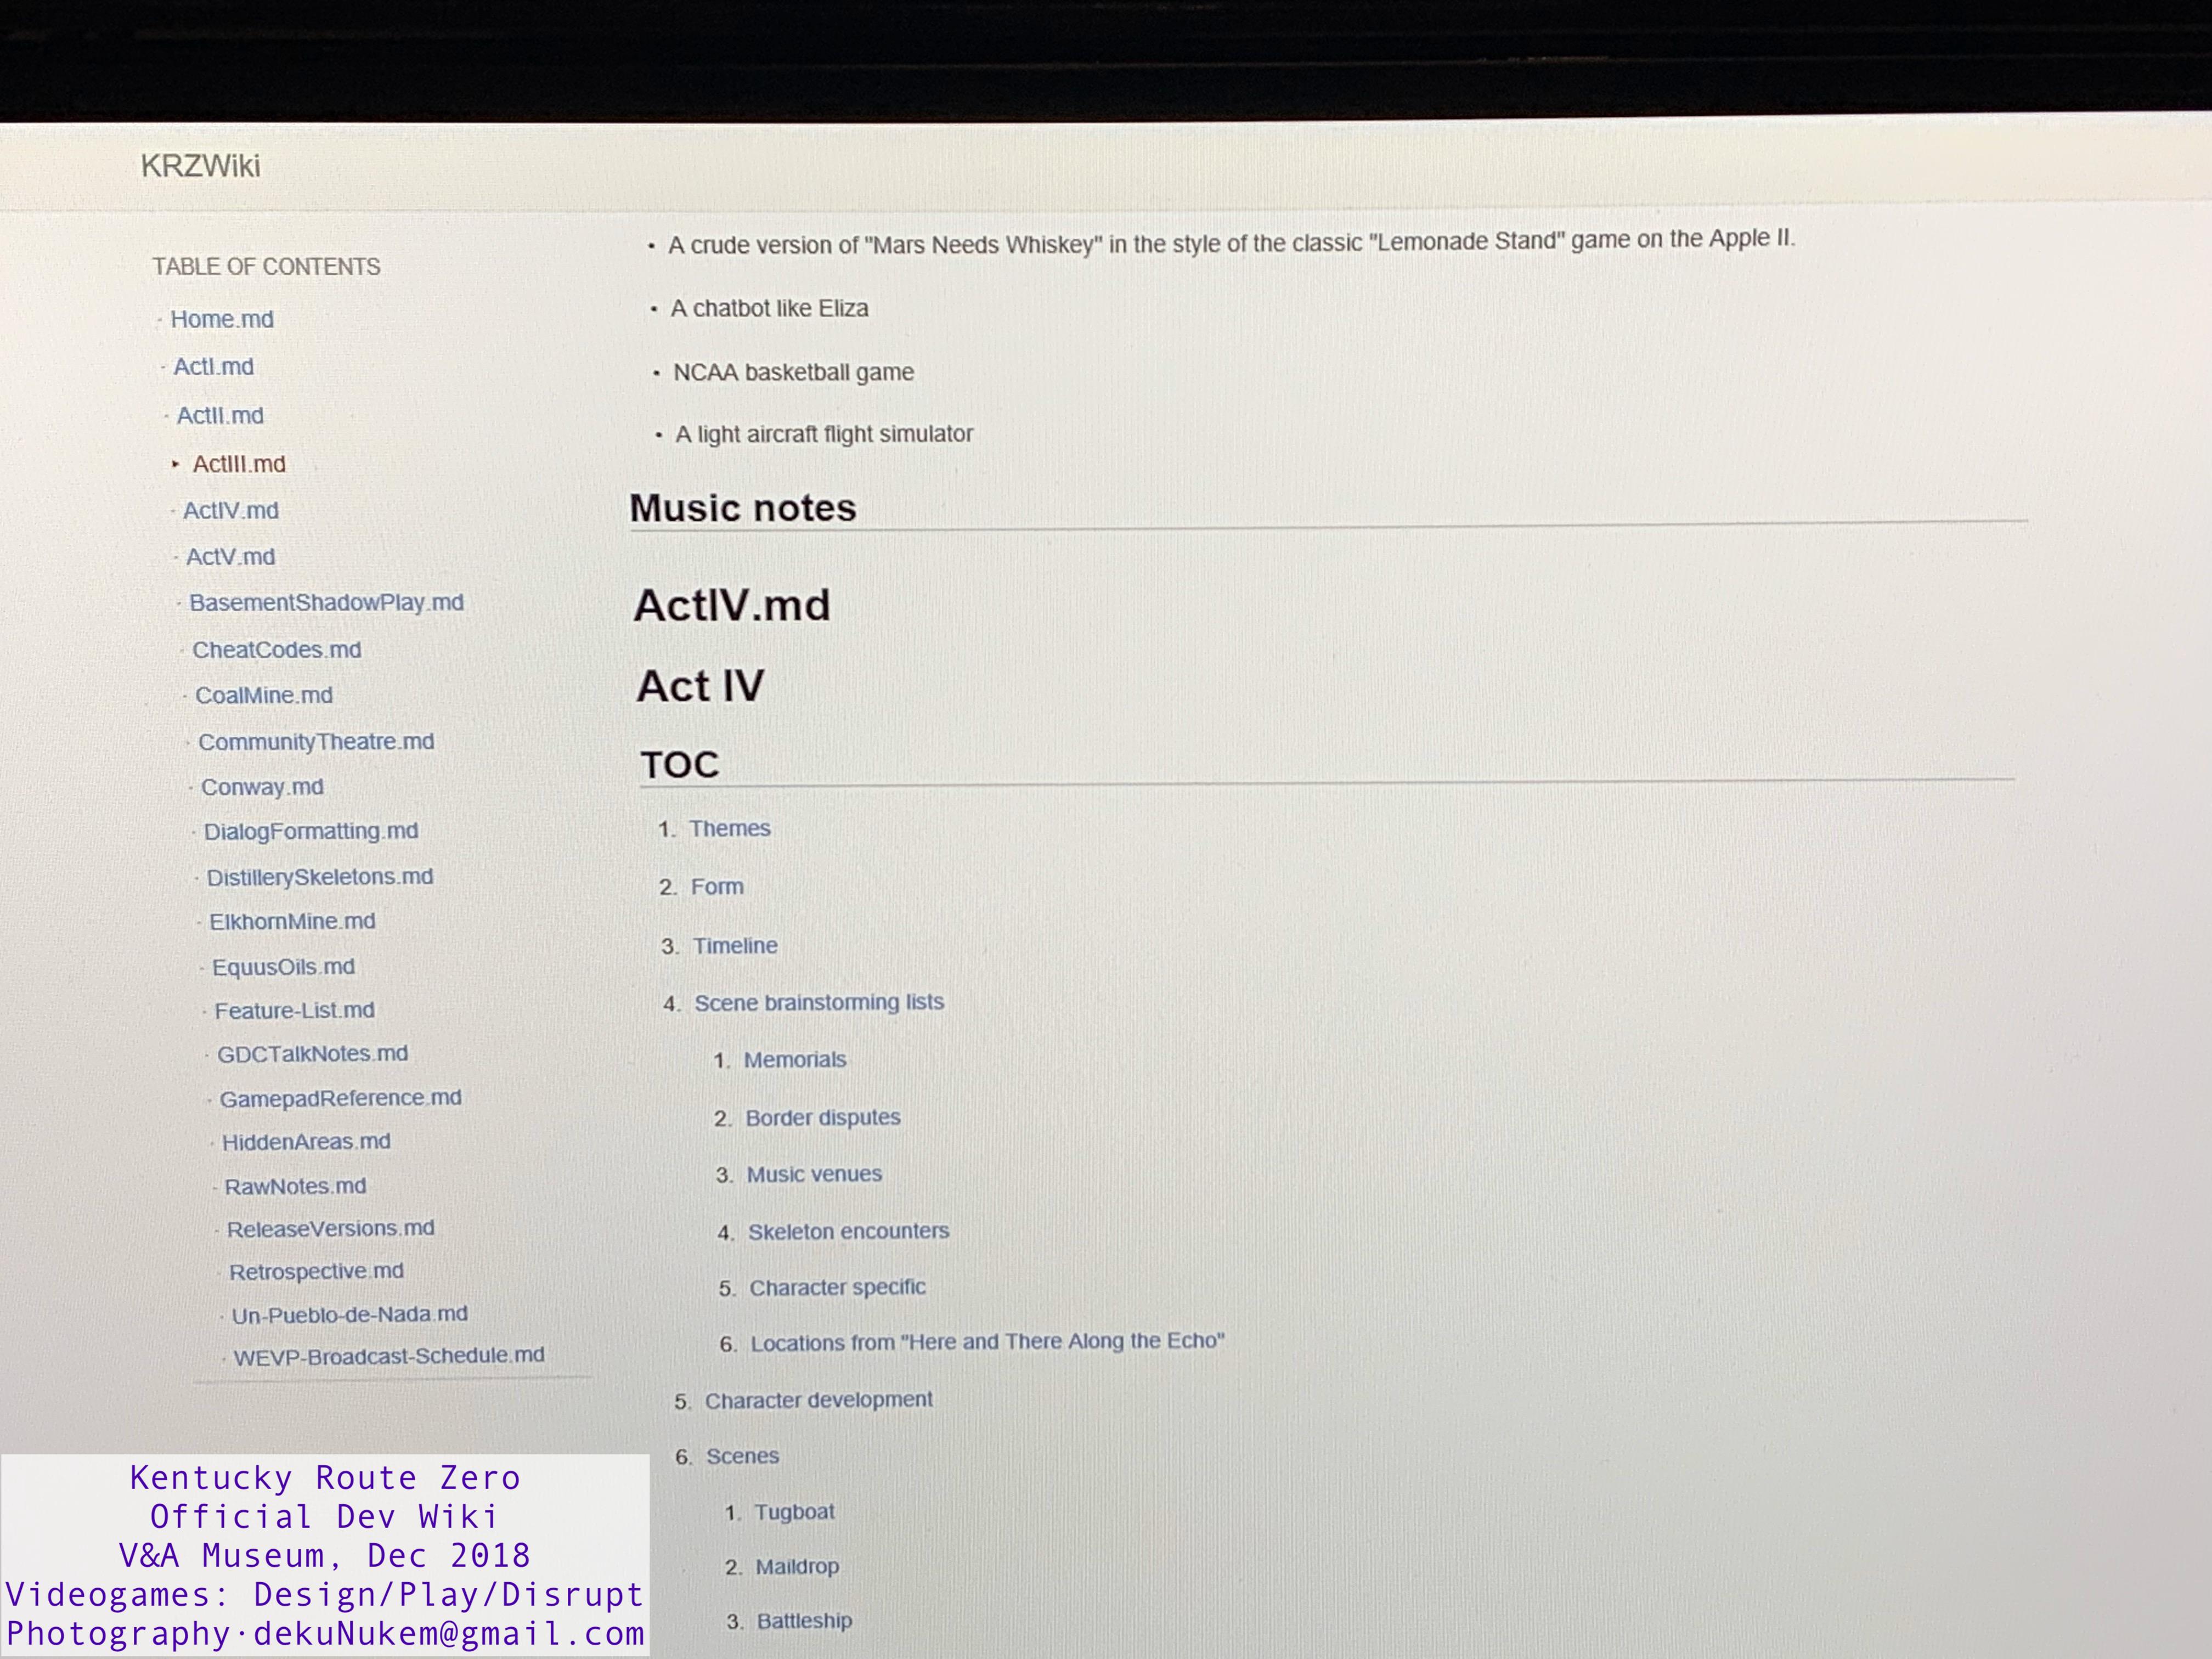 KRZWiki
TABLE OF CONTENTS
Home.md
ActI.md
ActII.md
ActIII.md
ActIV.md
ActV.md
BasementShadowPlay.md
CheatCodes.md
CoalMine.md
CommunityTheatre.md
Conway.md
DialogFormatting.md
DistillerySkeletons.md
ElkhornMine.md
EquusOils.md
Feature-List.md
GDCTalkNotes.md
GamepadReference.md
HiddenAreas.md
RawNotes.md
ReleaseVersions.md
Retrospective.md
Un-Pueblo-de-Nada.md
WEVP-Broadcast-Schedule.md
• A crude version of "Mars Needs Whiskey" in the style of the classic "Lemonade Stand" game on the Apple II.
• A chatbot like Eliza
• NCAA basketball game
• A light aircraft flight simulator
Music notes
ActIV.md
Act IV
TOC
1. Themes
2. Form
3. Timeline
4. Scene brainstorming lists
1. Memorials
2. Border disputes
3. Music venues
4. Skeleton encounters
5. Character specific
6. Locations from "Here and There Along the Echo"
5. Character development
6. Scenes
1. Tugboat
2. Maildrop
3. Battleship
Kentucky Route Zero
Official Dev Wiki
V&A Museum, Dec 2018
Videogames: Design/Play/Disrupt
Photography·dekuNukem@gmail.com